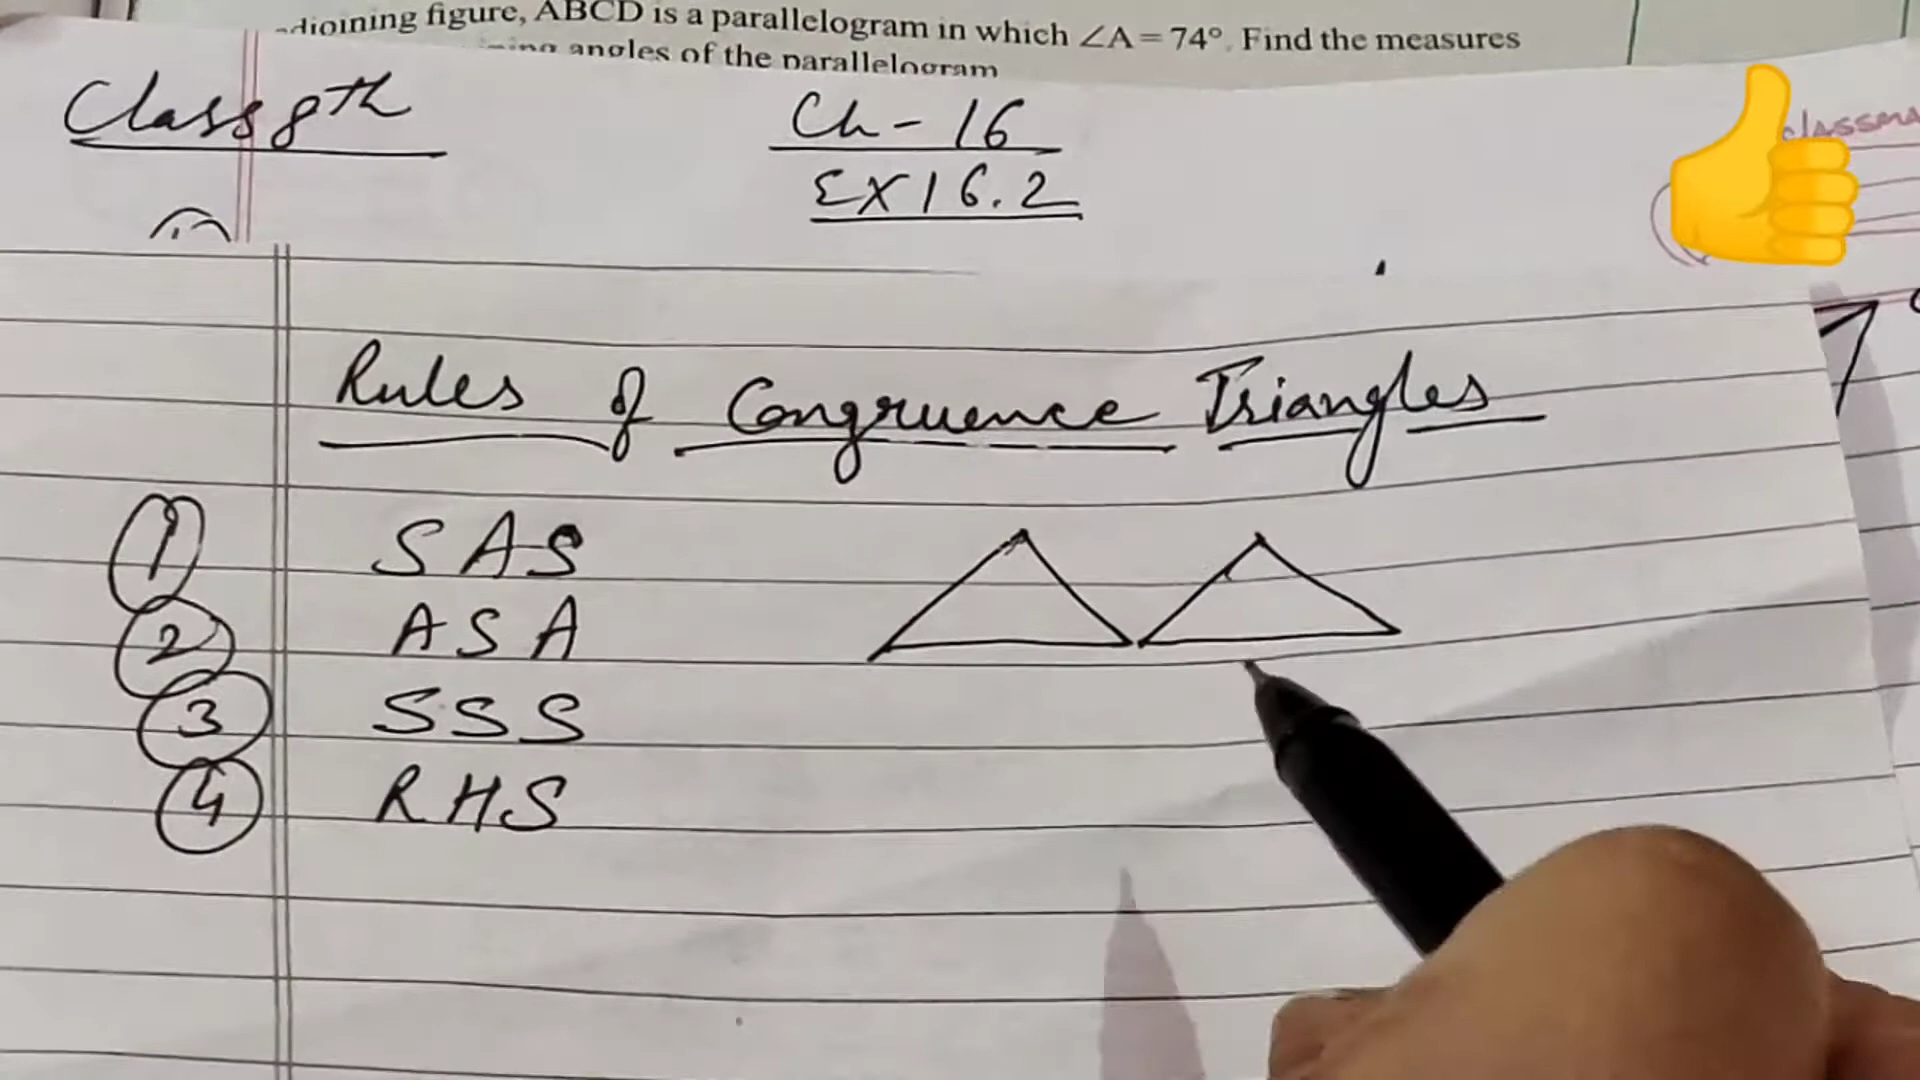 figure, ABCD is a parallelogram in which ∠A = 74°. Find the measures
angles of the parallelogram
Class 8th
Ch - 16
Ex 16.2
Rules of Congruence Triangles
1 SAS
2 ASA
3 SSS
4 RHS